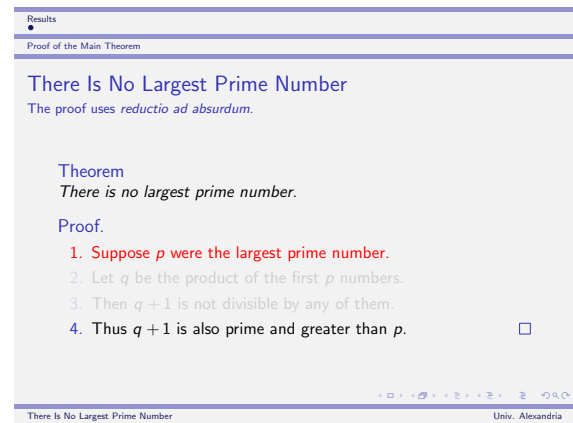 Results
Proof of the Main Theorem
There Is No Largest Prime Number
The proof uses reductio ad absurdum.
Theorem
There is no largest prime number.
Proof.
1. Suppose p were the largest prime number.
2. Let q be the product of the first p numbers.
3. Then q + 1 is not divisible by any of them.
4. Thus q + 1 is also prime and greater than p. □
There Is No Largest Prime Number Univ. Alexandria